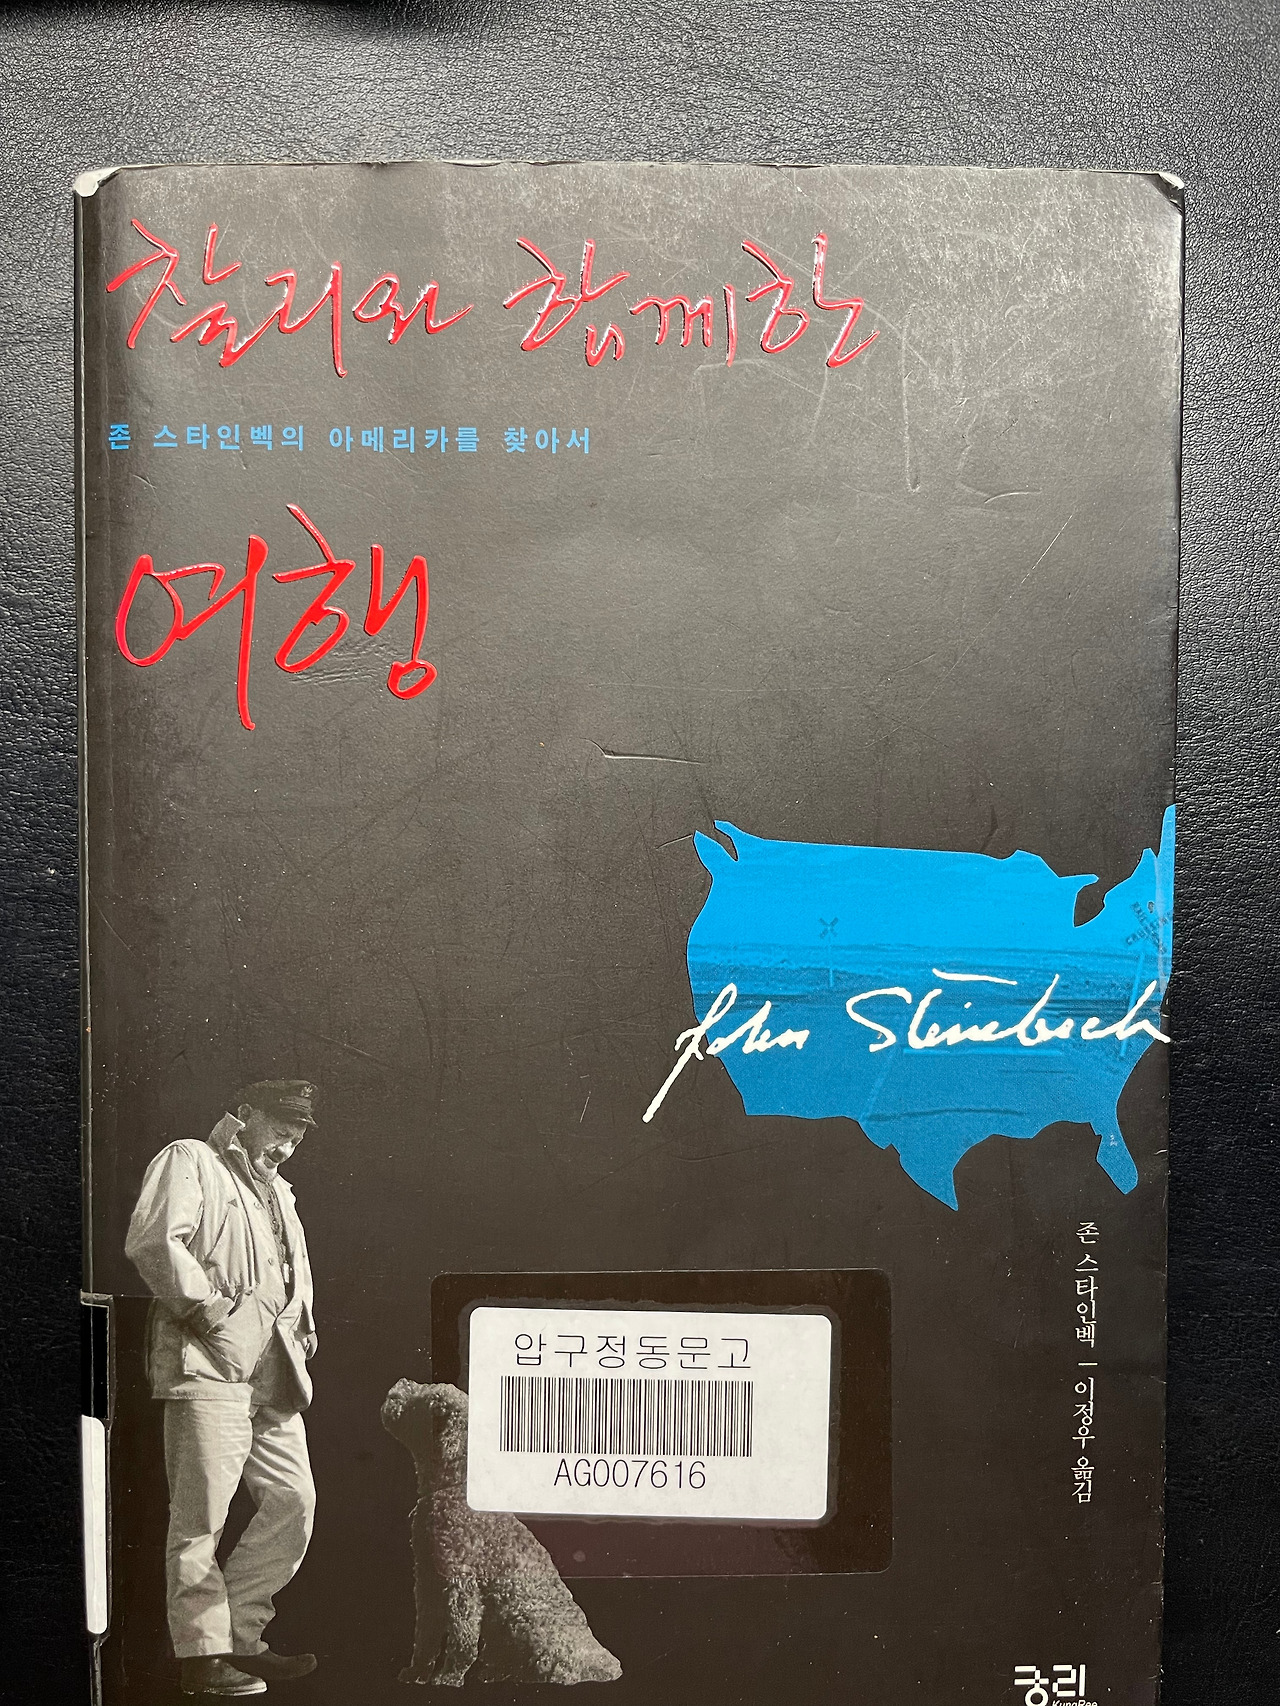 찰리와 함께한
존 스타인벡의 아메리카를 찾아서
여행
John Steinbeck
존 스타인벡 ㅡ 이정우 옮김
압구정동문고
AG007616
궁리
KungRee